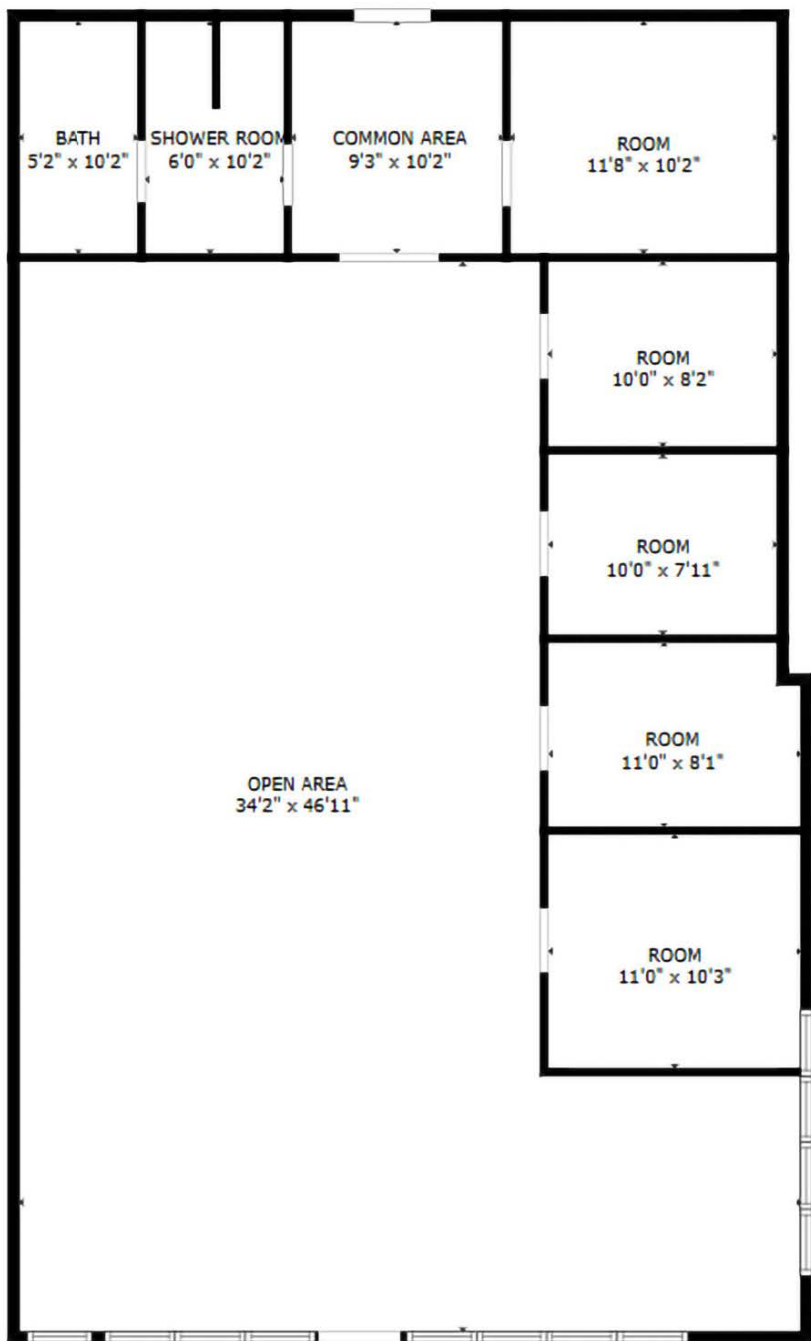 BATH
5'2" x 10'2"
SHOWER ROOM
6'0" x 10'2"
COMMON AREA
9'3" x 10'2"
ROOM
11'8" x 10'2"
ROOM
10'0" x 8'2"
ROOM
10'0" x 7'11"
ROOM
11'0" x 8'1"
OPEN AREA
34'2" x 46'11"
ROOM
11'0" x 10'3"